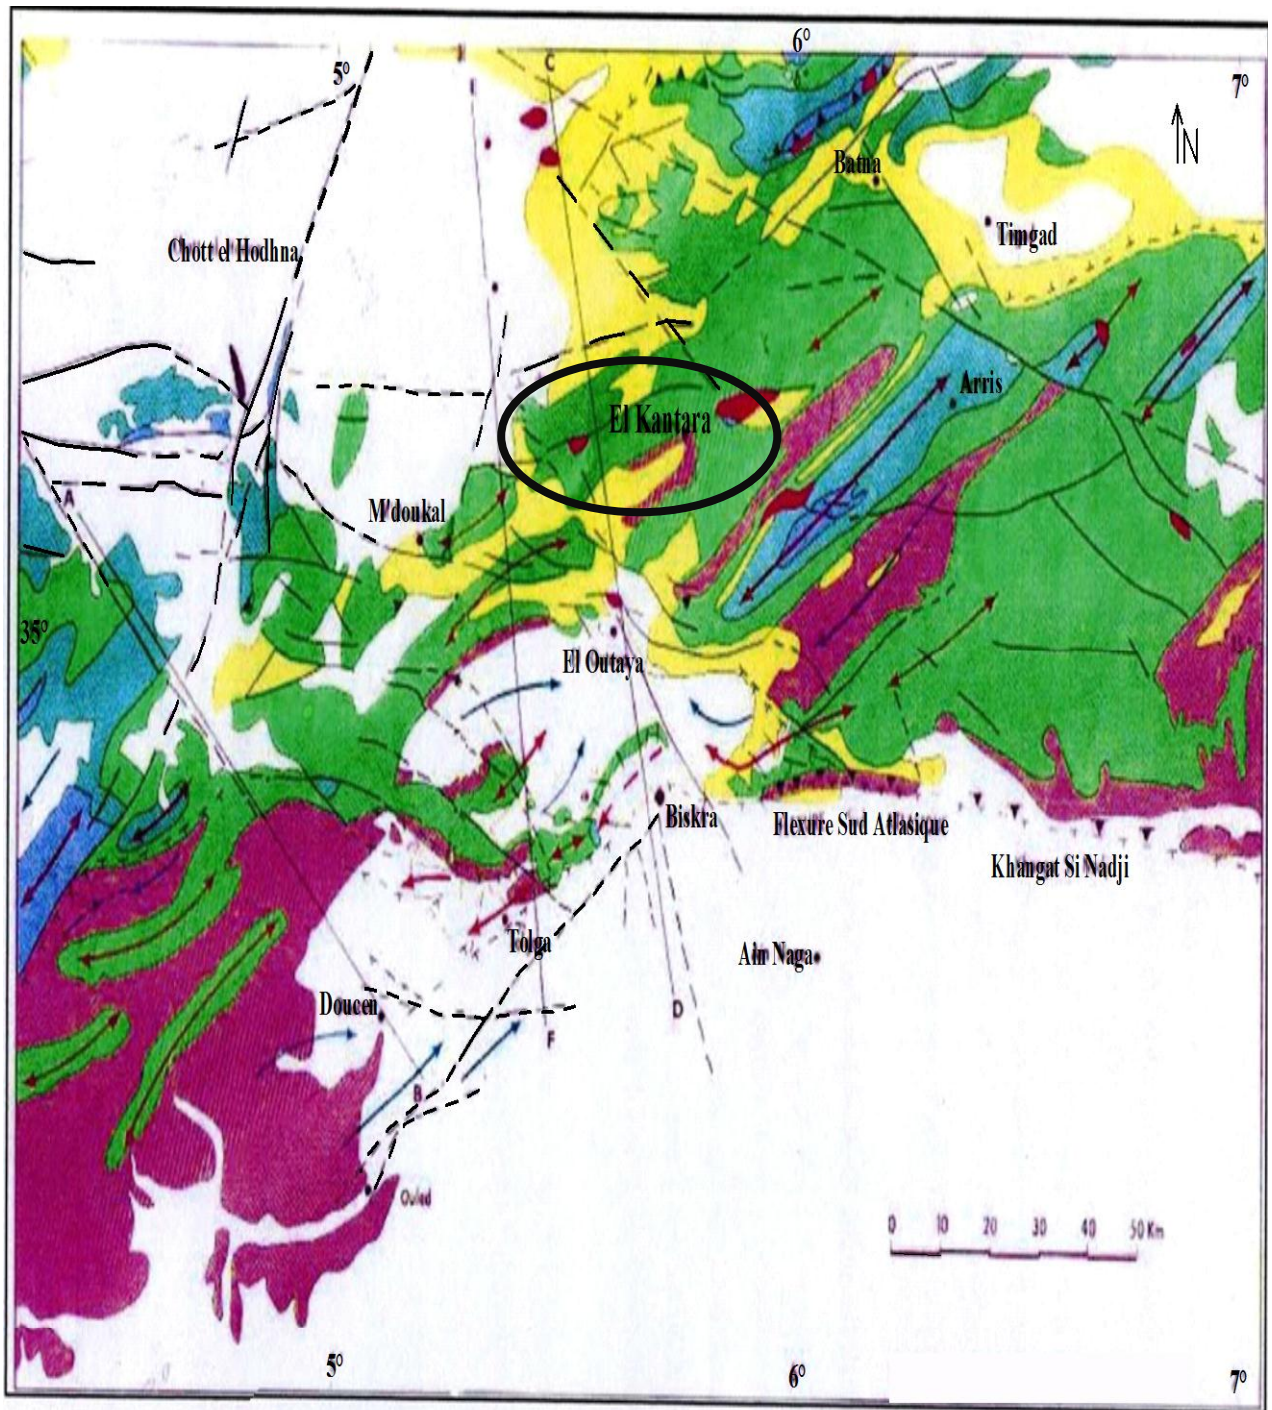 6°
5°
7°
C
E
N
Batna
Timgad
Chott el Hodhna
Arris
El Kantara
A
M'doukal
35°
El Outaya
Biskra
Flexure Sud Atlasique
Khangat Si Nadji
Tolga
Ain Naga
Doucen
D
F
B
Ouled
0 10 20 30 40 50 Km
5°
6°
7°